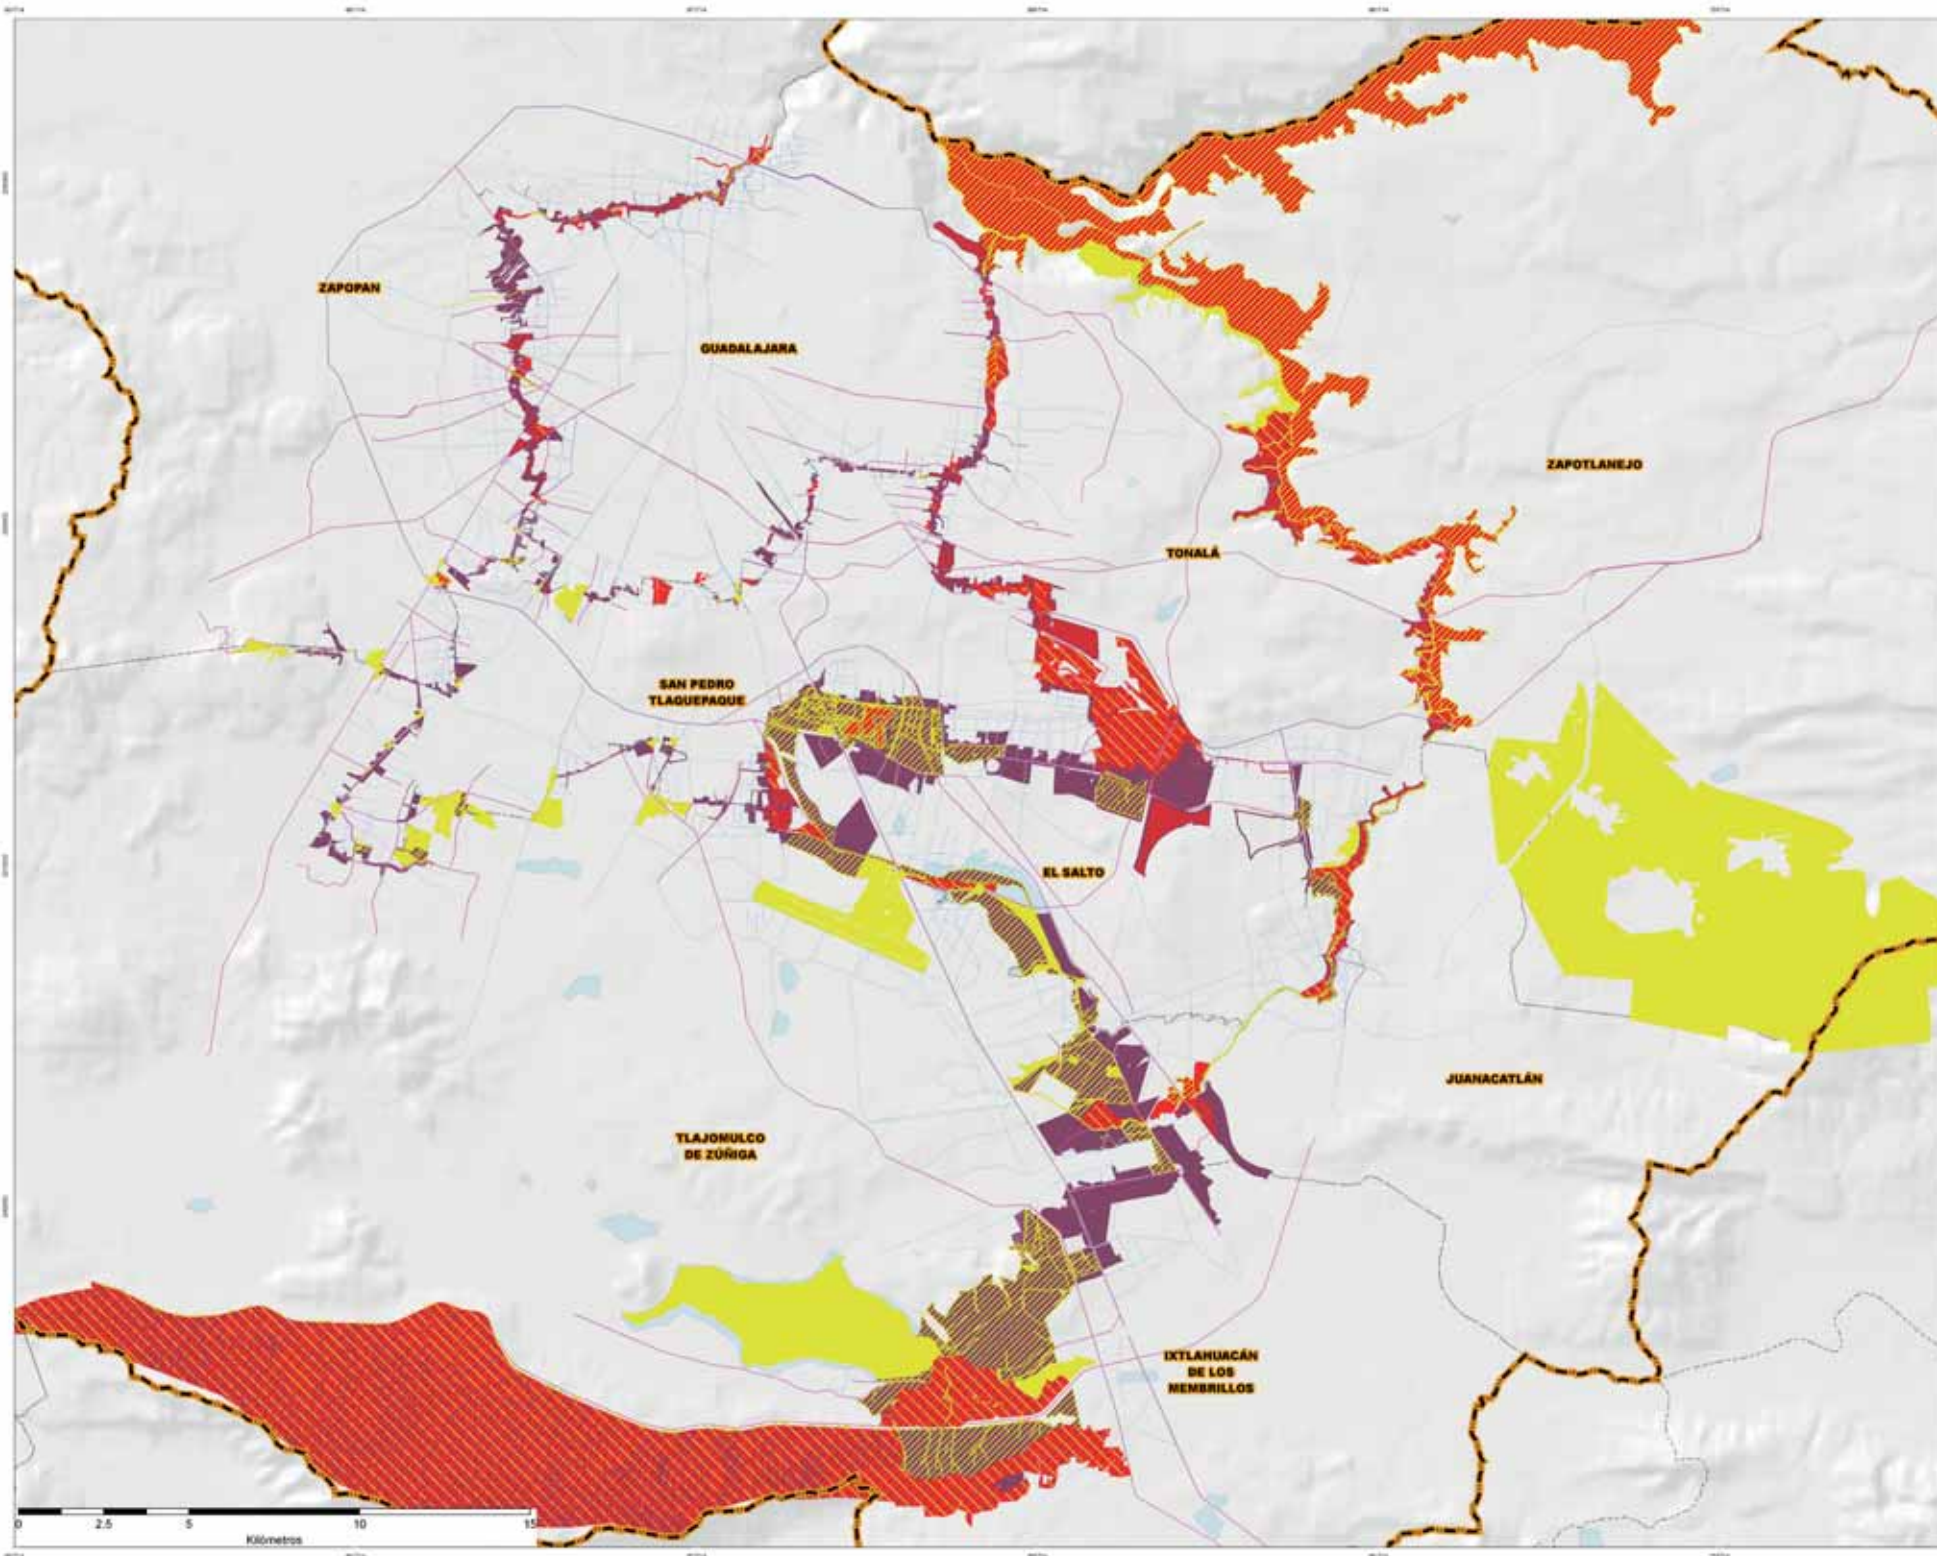 ZAPOPAN
GUADALAJARA
ZAPOTLANEJO
TONALÁ
SAN PEDRO
TLAQUEPAQUE
EL SALTO
JUANACATLÁN
TLAJOMULCO
DE ZÚÑIGA
IXTLAHUACÁN
DE LOS
MEMBRILLOS
0 2.5 5 10 15
Kilómetros